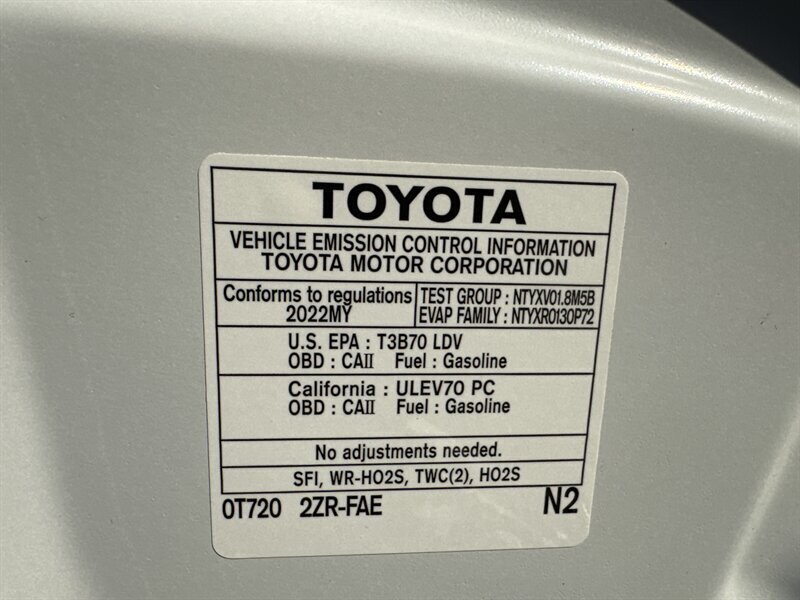 TOYOTA
VEHICLE EMISSION CONTROL INFORMATION
TOYOTA MOTOR CORPORATION
Conforms to regulations
2022MY
TEST GROUP : NTYXV01.8M5B
EVAP FAMILY : NTYXR0130P72
U.S. EPA : T3B70 LDV
OBD : CAⅡ Fuel : Gasoline
California : ULEV70 PC
OBD : CAⅡ Fuel : Gasoline
No adjustments needed.
SFI, WR-HO2S, TWC(2), HO2S
0T720 2ZR-FAE N2